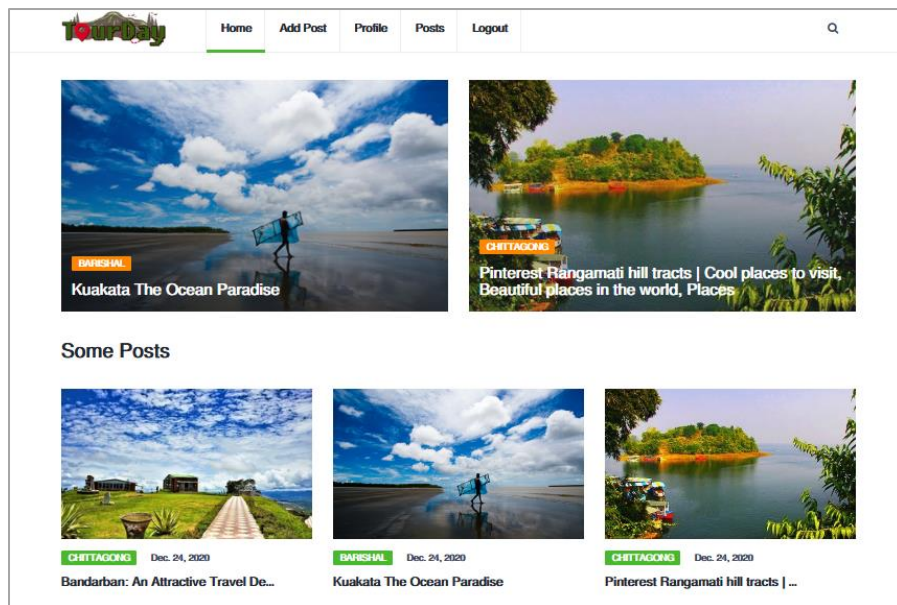 TourDay
Home Add Post Profile Posts Logout
BARISHAL
Kuakata The Ocean Paradise
CHITTAGONG
Pinterest Rangamati hill tracts | Cool places to visit,
Beautiful places in the world, Places
Some Posts
CHITTAGONG Dec. 24, 2020
Bandarban: An Attractive Travel De...
BARISHAL Dec. 24, 2020
Kuakata The Ocean Paradise
CHITTAGONG Dec. 24, 2020
Pinterest Rangamati hill tracts | ...